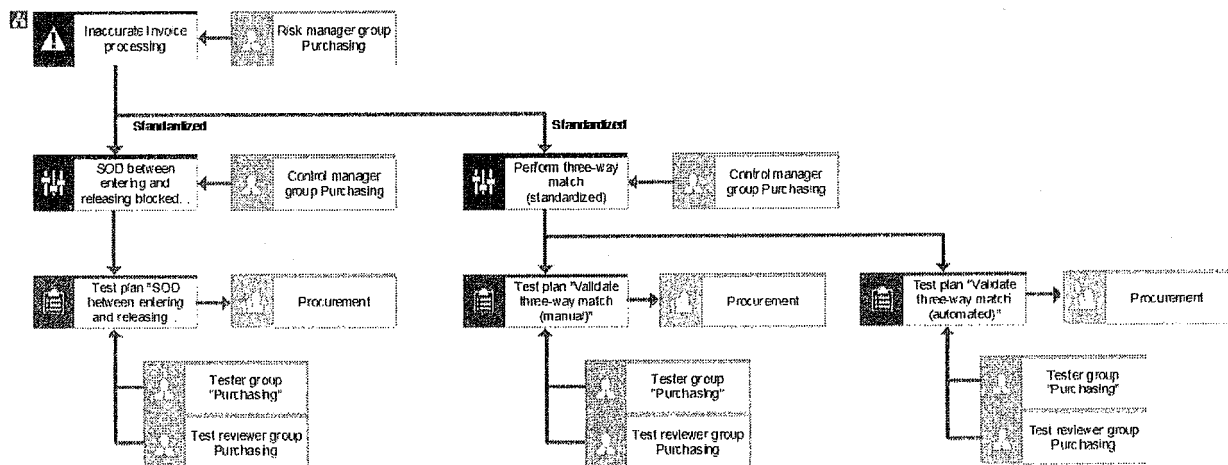 Inaccurate Invoice
processing
Risk manager group
Purchasing
Standardized
Standardized
SOD between
entering and
releasing blocked. .
Control manager
group Purchasing
Perform three-way
match
(standardized)
Control manager
group Purchasing
Test plan "SOD
between entering
and releasing .
Procurement
Test plan "Validate
three-way match
(manual)"
Procurement
Test plan "Validate
three-way match
(automated)"
Procurement
Tester group
"Purchasing"
Test reviewer group
Purchasing
Tester group
"Purchasing"
Test reviewer group
Purchasing
Tester group
"Purchasing"
Test reviewer group
Purchasing